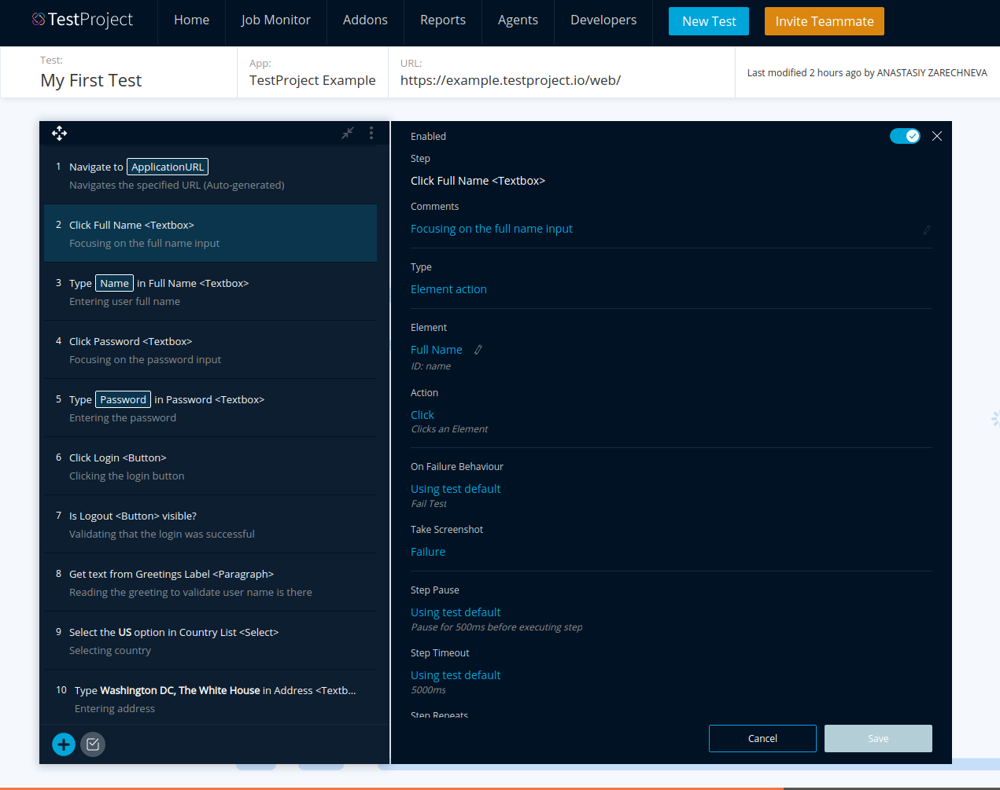 TestProject
Home
Job Monitor
Addons
Reports
Agents
Developers
New Test
Invite Teammate
Test:
My First Test
App:
TestProject Example
URL:
https://example.testproject.io/web/
Last modified 2 hours ago by ANASTASIY ZARECHNEVA
1 Navigate to ApplicationURL
Navigates the specified URL (Auto-generated)
2 Click Full Name <Textbox>
Focusing on the full name input
3 Type Name in Full Name <Textbox>
Entering user full name
4 Click Password <Textbox>
Focusing on the password input
5 Type Password in Password <Textbox>
Entering the password
6 Click Login <Button>
Clicking the login button
7 Is Logout <Button> visible?
Validating that the login was successful
8 Get text from Greetings Label <Paragraph>
Reading the greeting to validate user name is there
9 Select the US option in Country List <Select>
Selecting country
10 Type Washington DC, The White House in Address <Textb...
Entering address
Enabled
Step
Click Full Name <Textbox>
Comments
Focusing on the full name input
Type
Element action
Element
Full Name
ID: name
Action
Click
Clicks an Element
On Failure Behaviour
Using test default
Fail Test
Take Screenshot
Failure
Step Pause
Using test default
Pause for 500ms before executing step
Step Timeout
Using test default
5000ms
Step Repeats
Cancel
Save